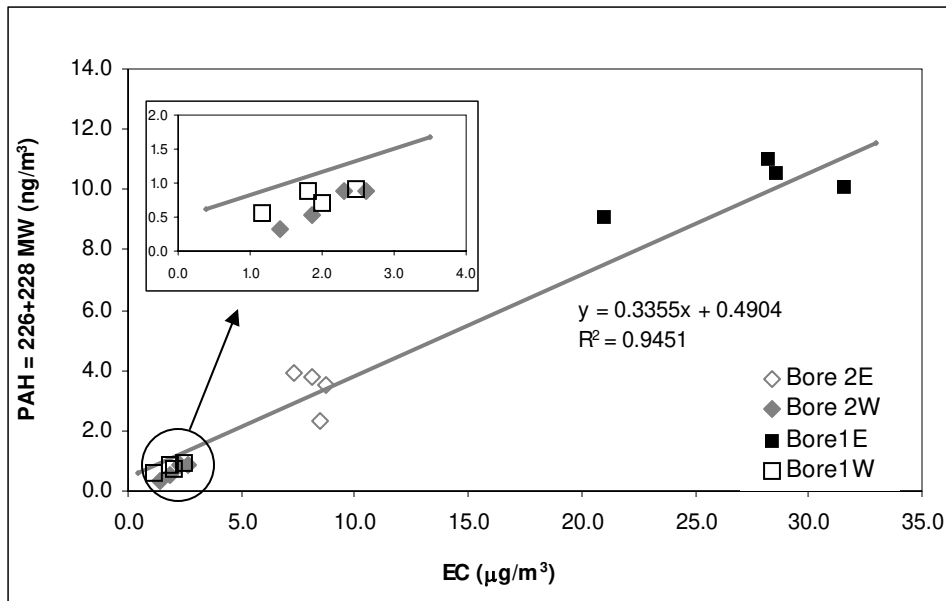 PAH = 226+228 MW (ng/m³)
14.0
12.0
10.0
8.0
6.0
4.0
2.0
0.0
2.0
1.5
1.0
0.5
0.0
0.0 1.0 2.0 3.0 4.0
y = 0.3355x + 0.4904
R² = 0.9451
Bore 2E
Bore 2W
Bore1E
Bore1W
0.0 5.0 10.0 15.0 20.0 25.0 30.0 35.0
EC (μg/m³)